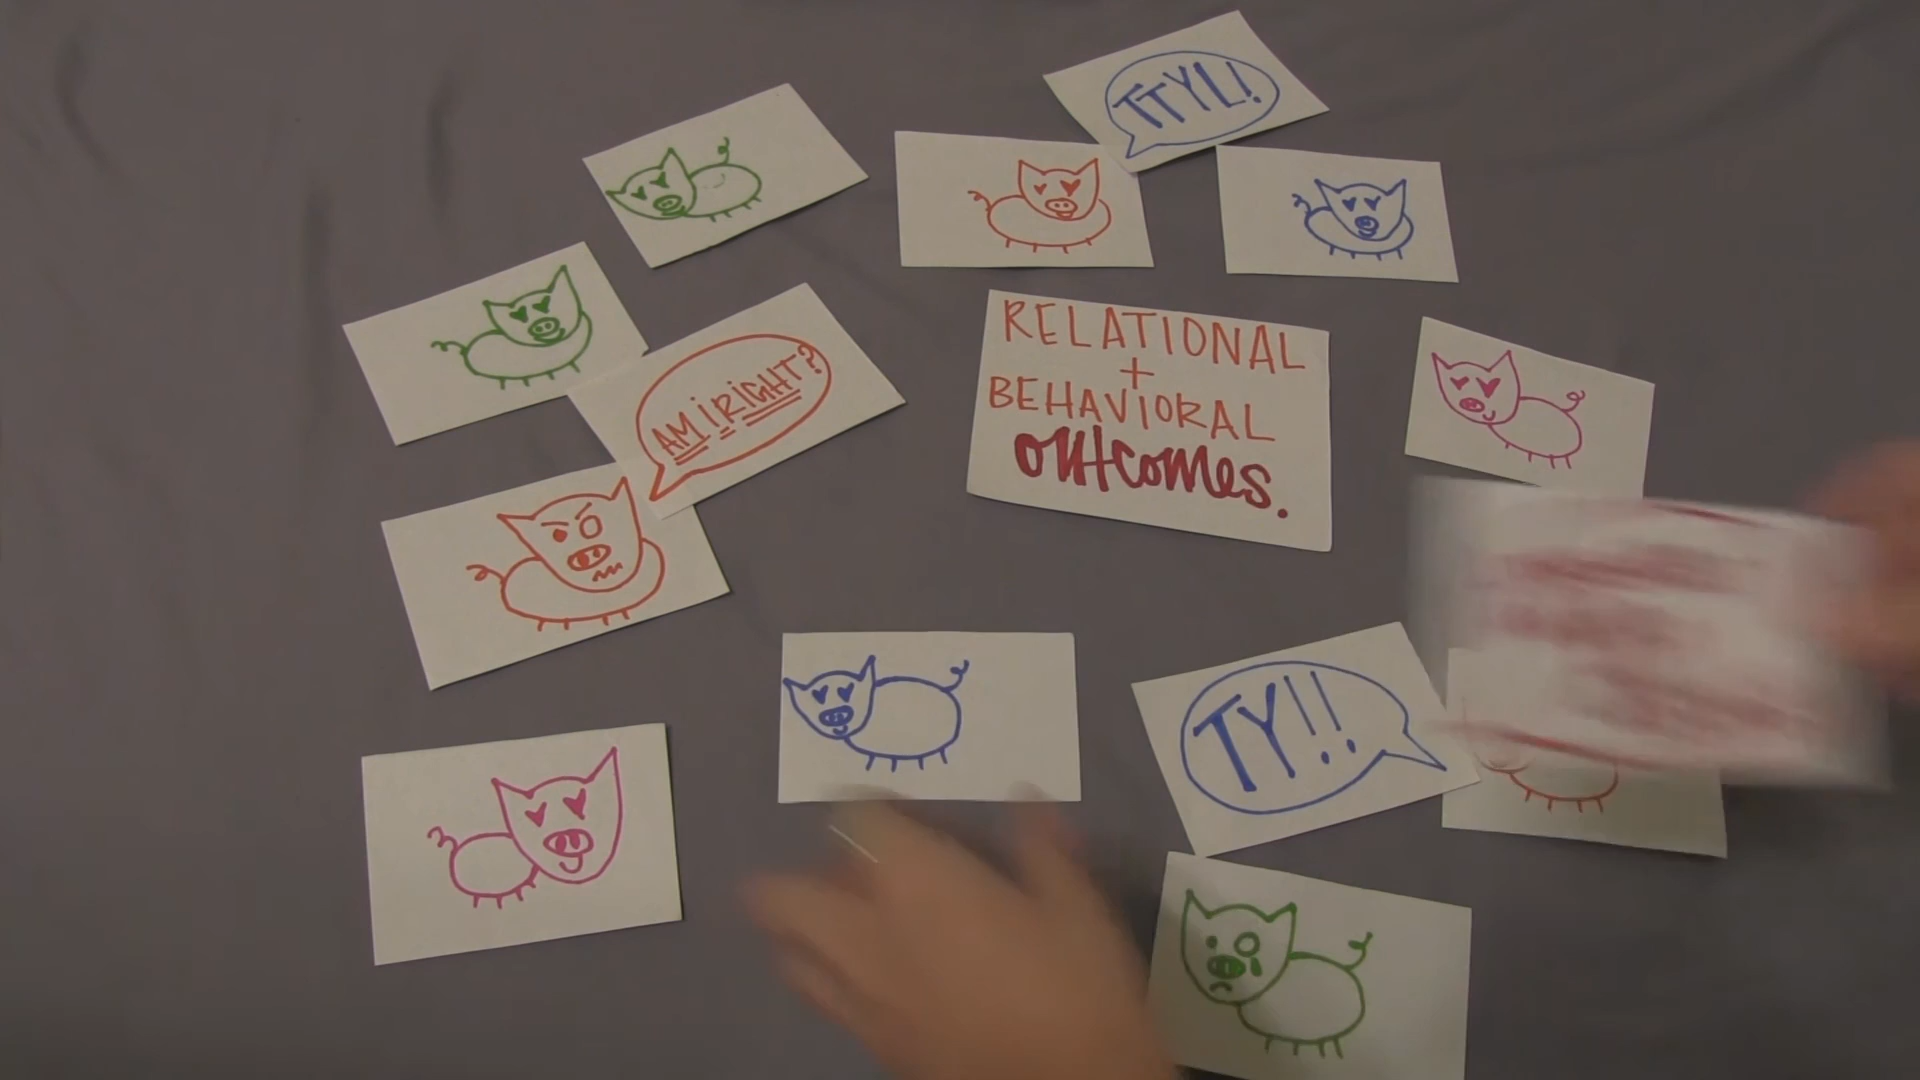 TTYL!
RELATIONAL
+
BEHAVIORAL
OUTCOMES.
AM I RIGHT?
TY!!